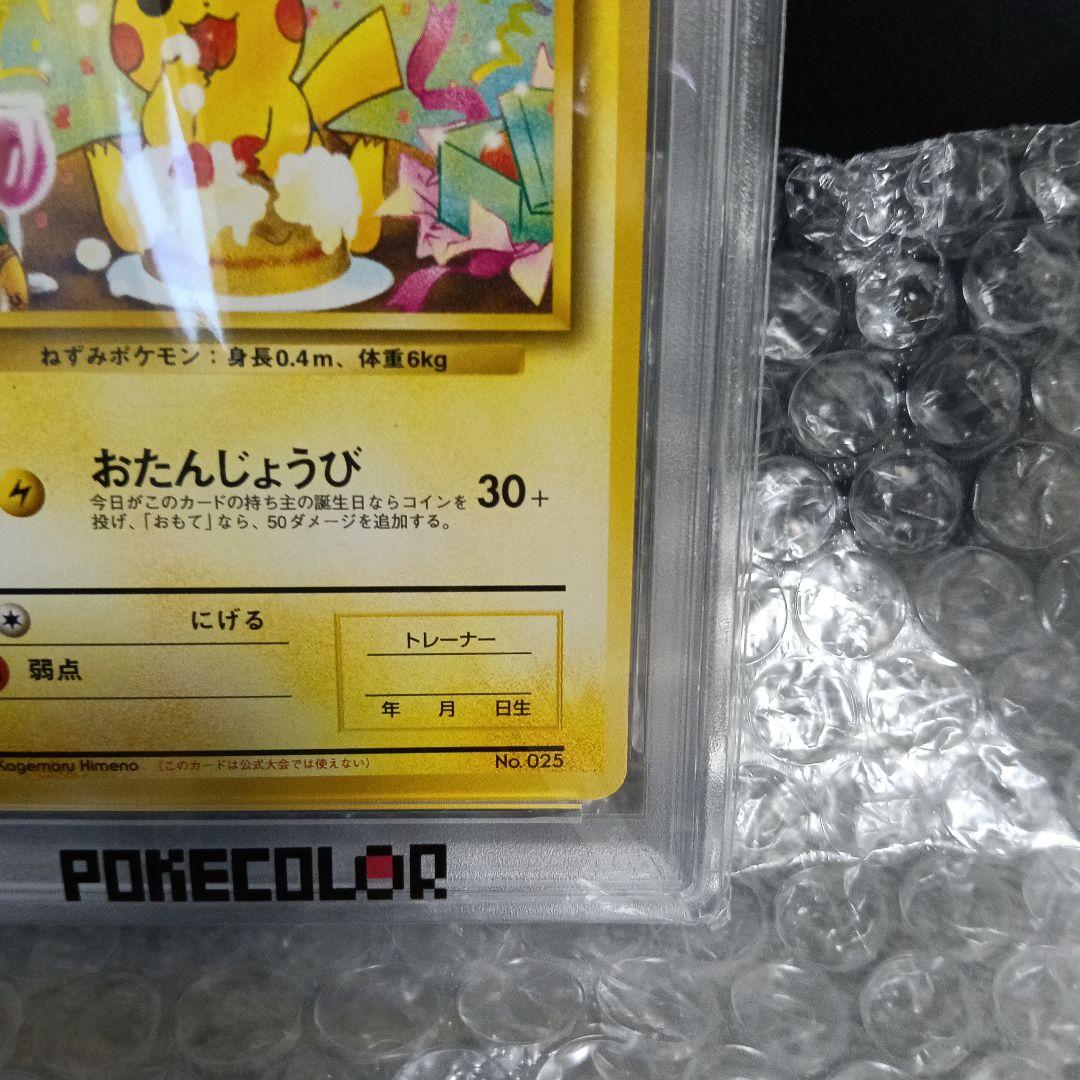 ねずみポケモン：身長0.4m、体重6kg
おたんじょうび
今日がこのカードの持ち主の誕生日ならコインを
投げ、「おもて」なら、50ダメージを追加する。
30+
にげる
弱点
トレーナー
年 月 日生
Kagemaru Himeno （このカードは公式大会では使えない） No. 025
POKECOLOR